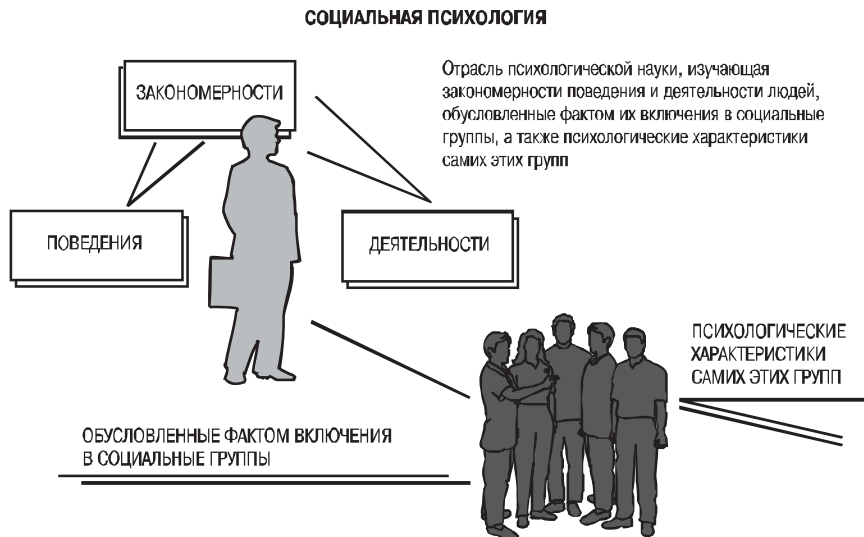 СОЦИАЛЬНАЯ ПСИХОЛОГИЯ
ЗАКОНОМЕРНОСТИ
Отрасль психологической науки, изучающая
закономерности поведения и деятельности людей,
обусловленные фактом их включения в социальные
группы, а также психологические характеристики
самих этих групп
ПОВЕДЕНИЯ
ДЕЯТЕЛЬНОСТИ
ПСИХОЛОГИЧЕСКИЕ
ХАРАКТЕРИСТИКИ
САМИХ ЭТИХ ГРУПП
ОБУСЛОВЛЕННЫЕ ФАКТОМ ВКЛЮЧЕНИЯ
В СОЦИАЛЬНЫЕ ГРУППЫ